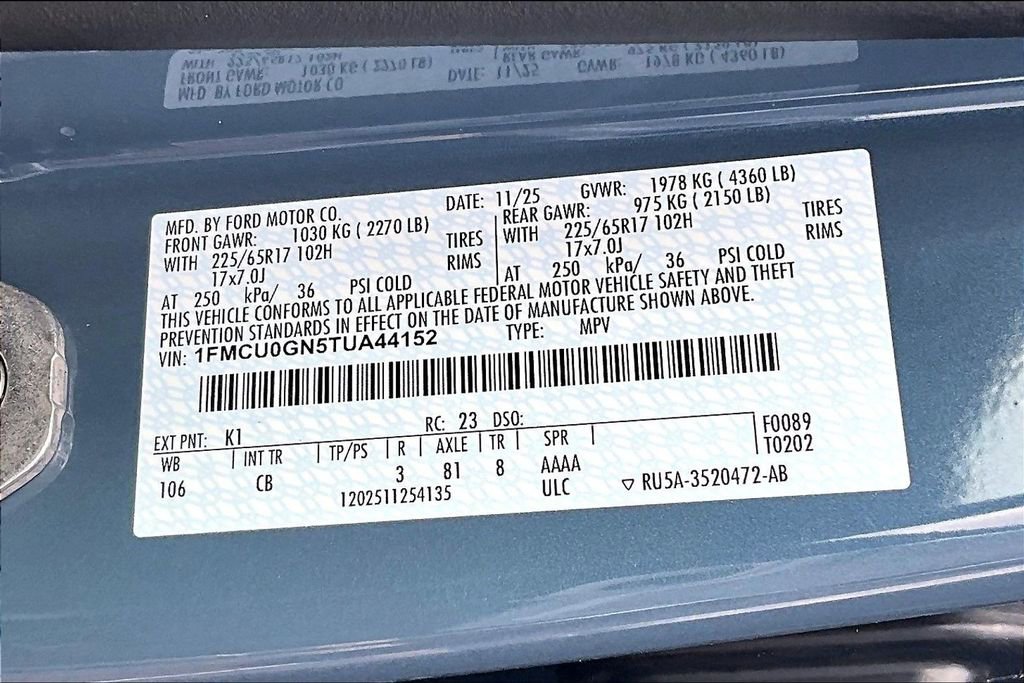 MFD. BY FORD MOTOR CO. DATE: 11/25 GVWR: 1978 KG ( 4360 LB)
FRONT GAWR: 1030 KG ( 2270 LB) REAR GAWR: 975 KG ( 2150 LB)
WITH 225/65R17 102H TIRES WITH 225/65R17 102H TIRES
17x7.0J RIMS 17x7.0J RIMS
AT 250 kPa/ 36 PSI COLD AT 250 kPa/ 36 PSI COLD
THIS VEHICLE CONFORMS TO ALL APPLICABLE FEDERAL MOTOR VEHICLE SAFETY AND THEFT
PREVENTION STANDARDS IN EFFECT ON THE DATE OF MANUFACTURE SHOWN ABOVE.
VIN: 1FMCU0GN5TUA44152 TYPE: MPV
EXT PNT: K1 RC: 23 DSO:
WB | INT TR | TP/PS | R | AXLE | TR | SPR | F0089
106 CB 3 81 8 AAAA T0202
1202511254135 ULC ▽ RU5A-3520472-AB